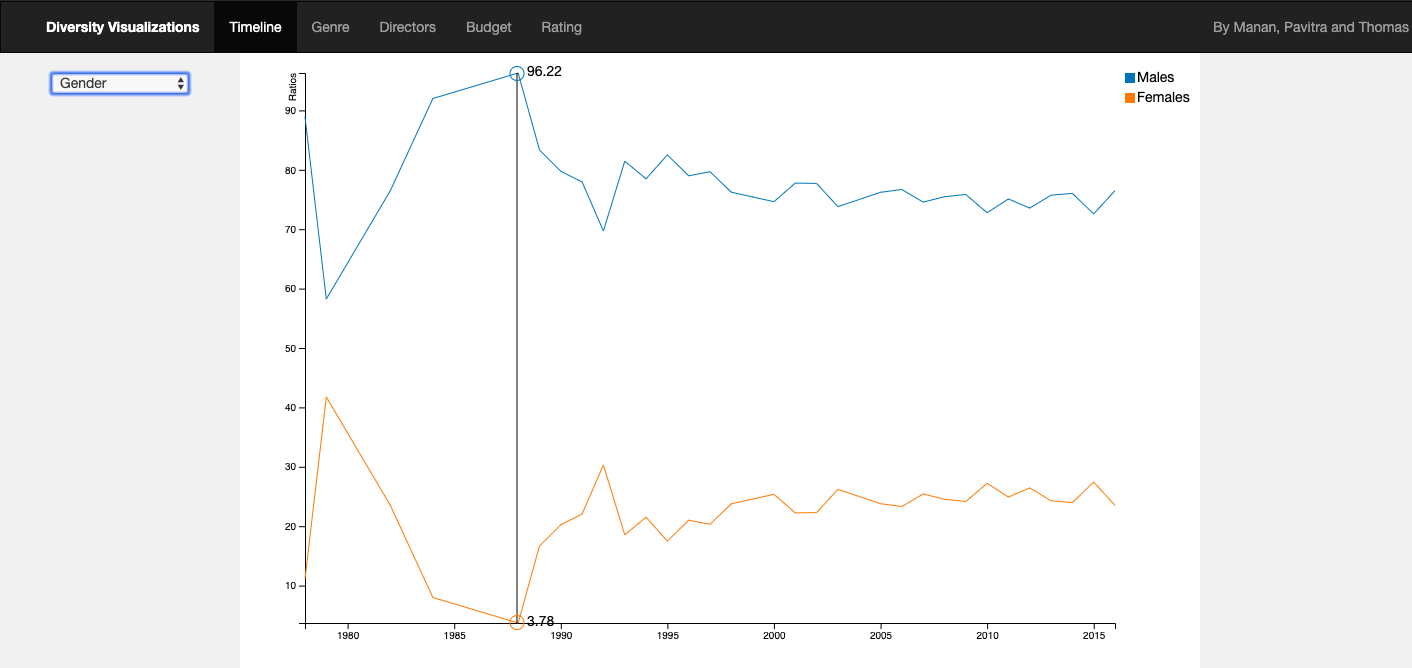 Diversity Visualizations Timeline Genre Directors Budget Rating By Manan, Pavitra and Thomas
Gender
Ratios
96.22
Males
Females
90
80
70
60
50
40
30
20
10
3.78
1980 1985 1990 1995 2000 2005 2010 2015